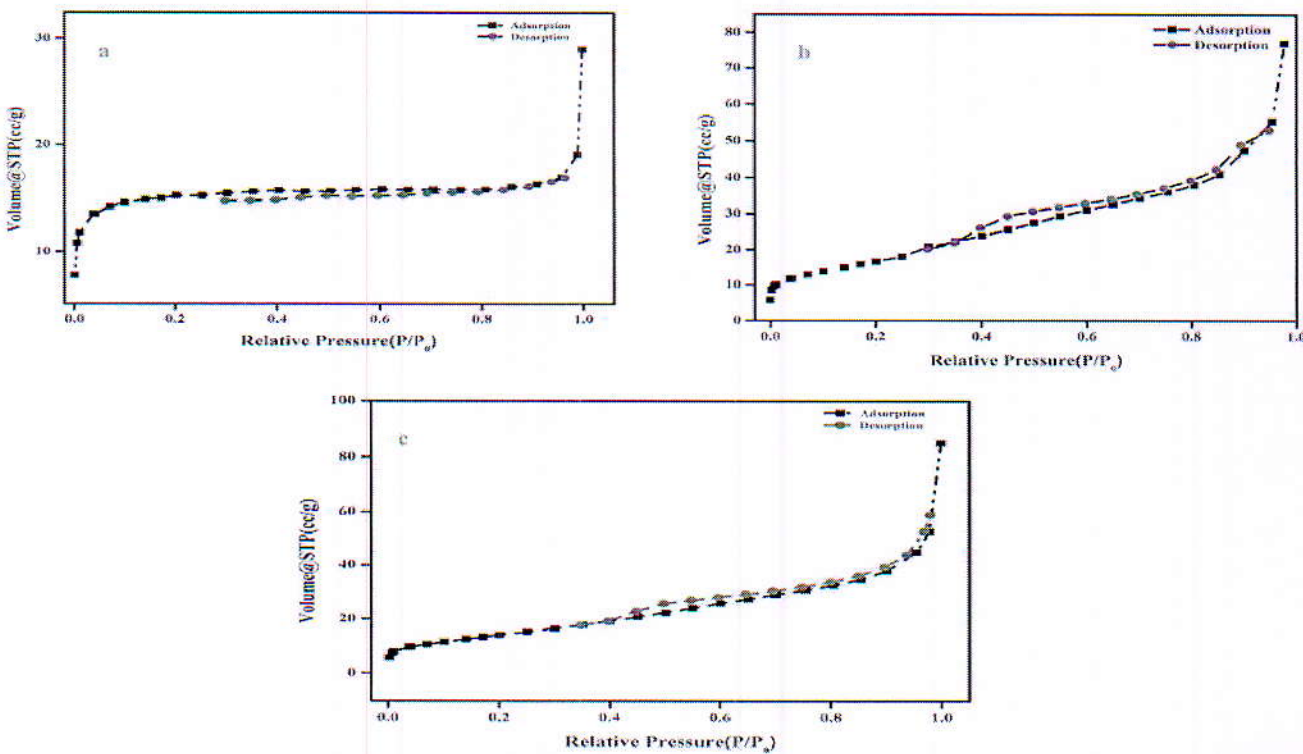 a
Adsorption
Desorption
30
20
10
Volume@STP(cc/g)
0.0 0.2 0.4 0.6 0.8 1.0
Relative Pressure(P/P₀)
b
Adsorption
Desorption
80
70
60
50
40
30
20
10
0
Volume@STP(cc/g)
0.0 0.2 0.4 0.6 0.8 1.0
Relative Pressure(P/P₀)
c
Adsorption
Desorption
100
80
60
40
20
0
Volume@STP(cc/g)
0.0 0.2 0.4 0.6 0.8 1.0
Relative Pressure(P/P₀)